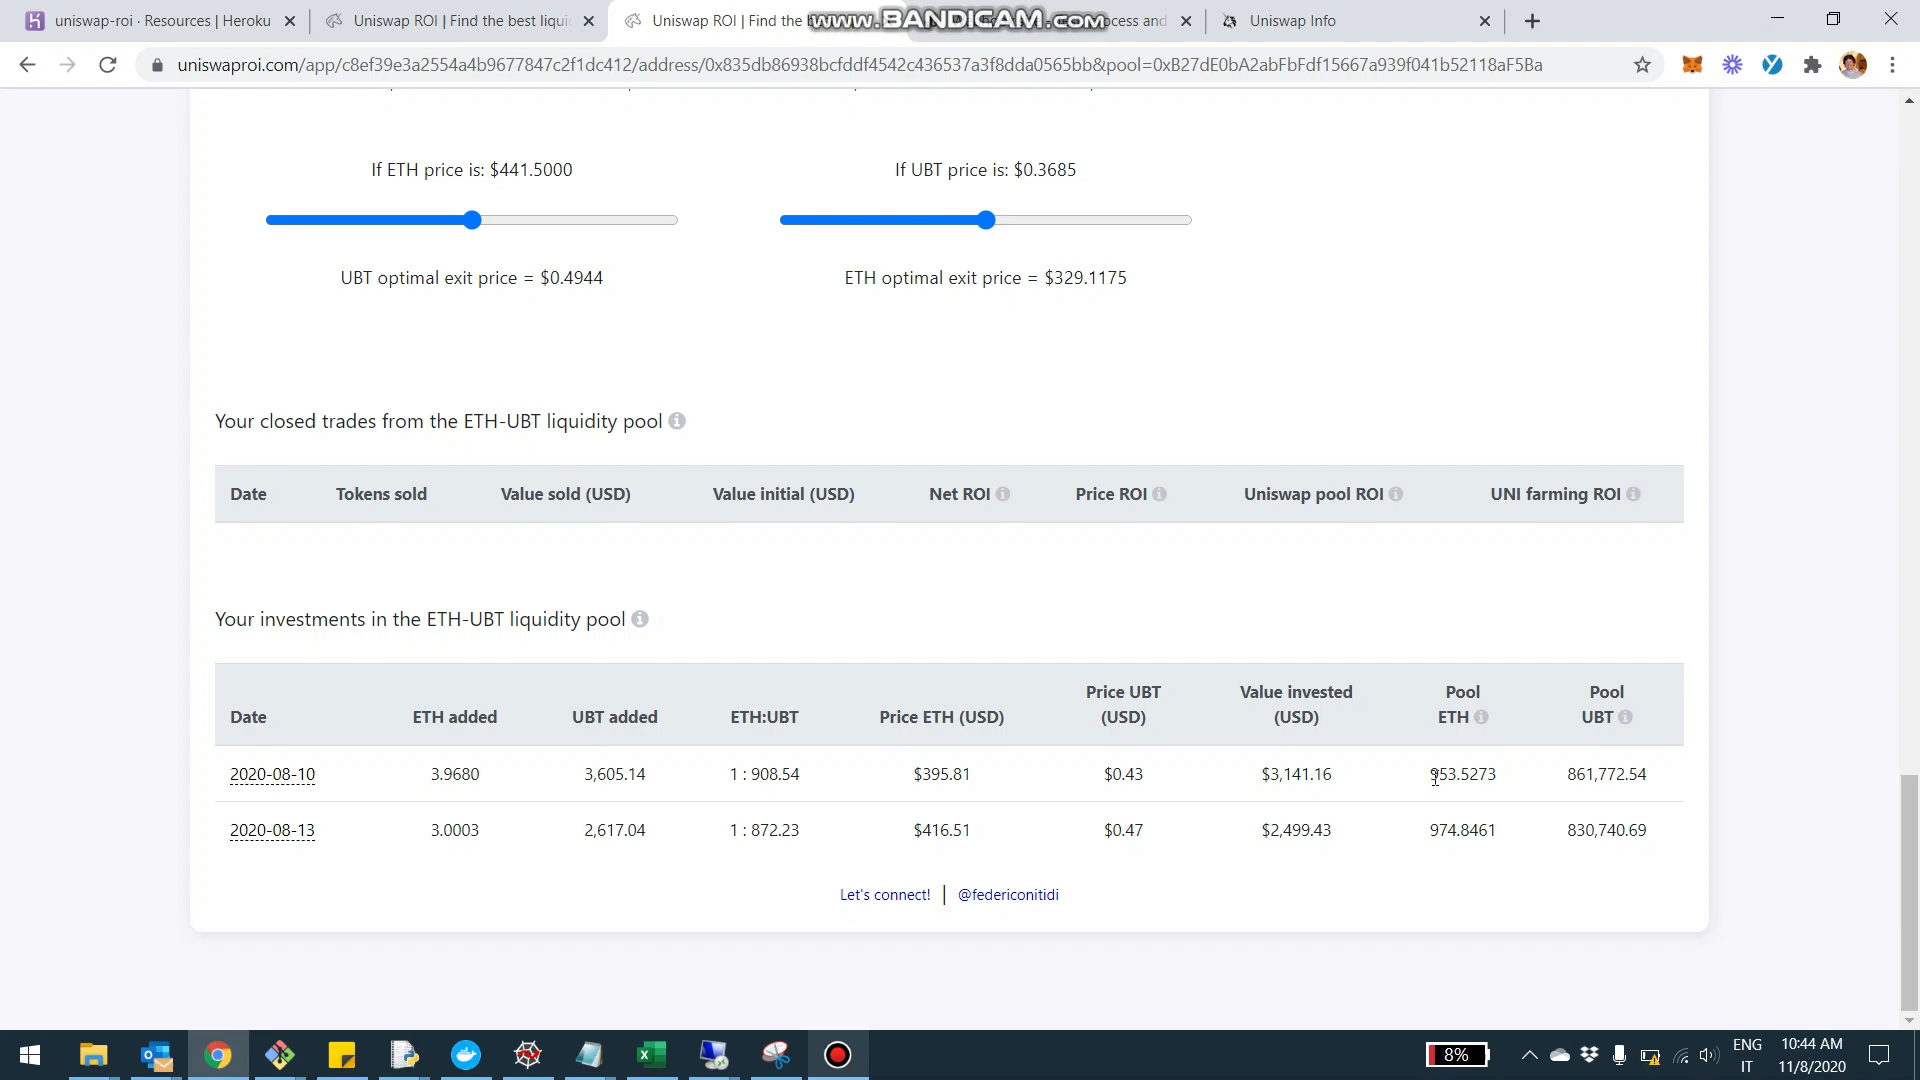 uniswap-roi · Resources | Heroku
Uniswap ROI | Find the best liqui
Uniswap ROI | Find the
www.BANDICAM.com
ocess and
Uniswap Info
uniswaproi.com/app/c8ef39e3a2554a4b9677847c2f1dc412/address/0x835db86938bcfddf4542c436537a3f8dda0565bb&pool=0xB27dE0bA2abFbFdf15667a939f041b52118aF5Ba
If ETH price is: $441.5000
If UBT price is: $0.3685
UBT optimal exit price = $0.4944
ETH optimal exit price = $329.1175
Your closed trades from the ETH-UBT liquidity pool
Date Tokens sold Value sold (USD) Value initial (USD) Net ROI Price ROI Uniswap pool ROI UNI farming ROI
Your investments in the ETH-UBT liquidity pool
Date ETH added UBT added ETH:UBT Price ETH (USD) Price UBT (USD) Value invested (USD) Pool ETH Pool UBT
2020-08-10 3.9680 3,605.14 1 : 908.54 $395.81 $0.43 $3,141.16 953.5273 861,772.54
2020-08-13 3.0003 2,617.04 1 : 872.23 $416.51 $0.47 $2,499.43 974.8461 830,740.69
Let's connect! | @federiconitidi
8%
ENG
IT
10:44 AM
11/8/2020